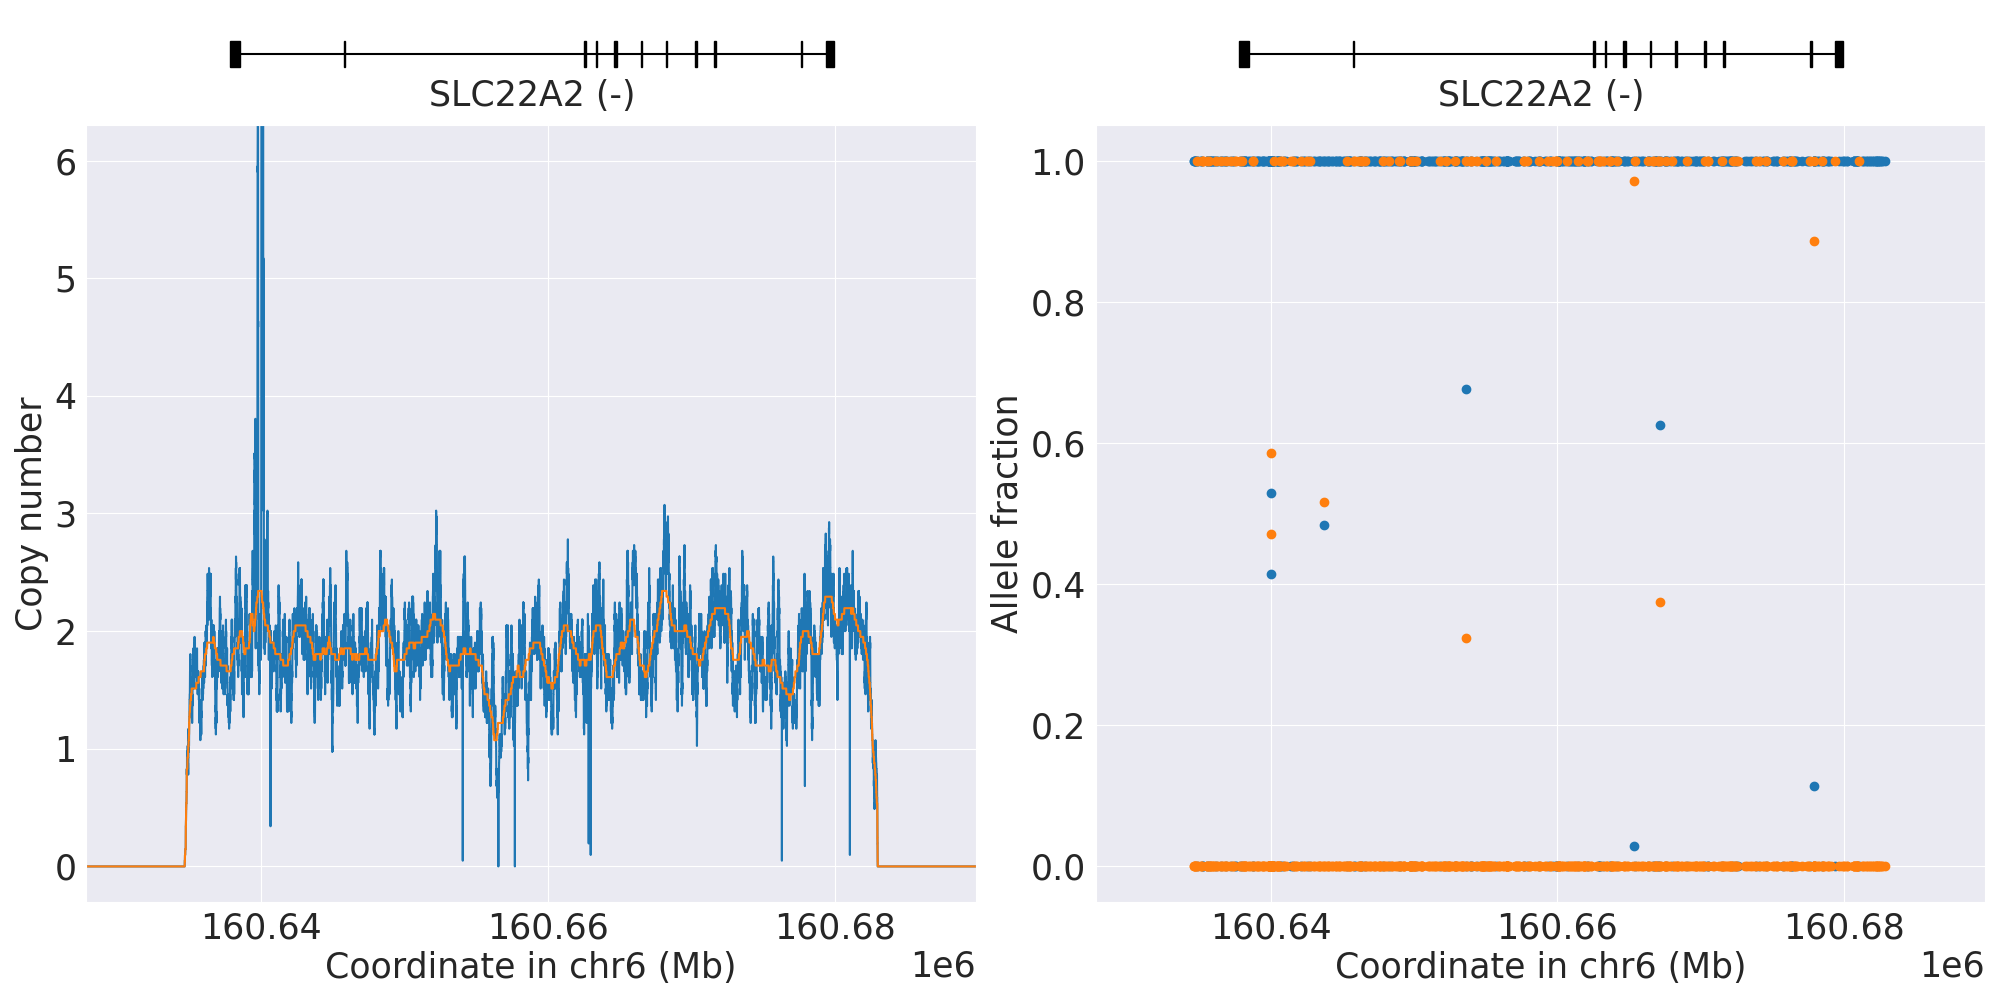 SLC22A2 (-)
6
5
4
3
2
1
0
Copy number
160.64 160.66 160.68
Coordinate in chr6 (Mb)
1e6
SLC22A2 (-)
1.0
0.8
0.6
0.4
0.2
0.0
Allele fraction
160.64 160.66 160.68
Coordinate in chr6 (Mb)
1e6